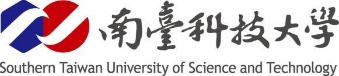 南臺科技大學
Southern Taiwan University of Science and Technology